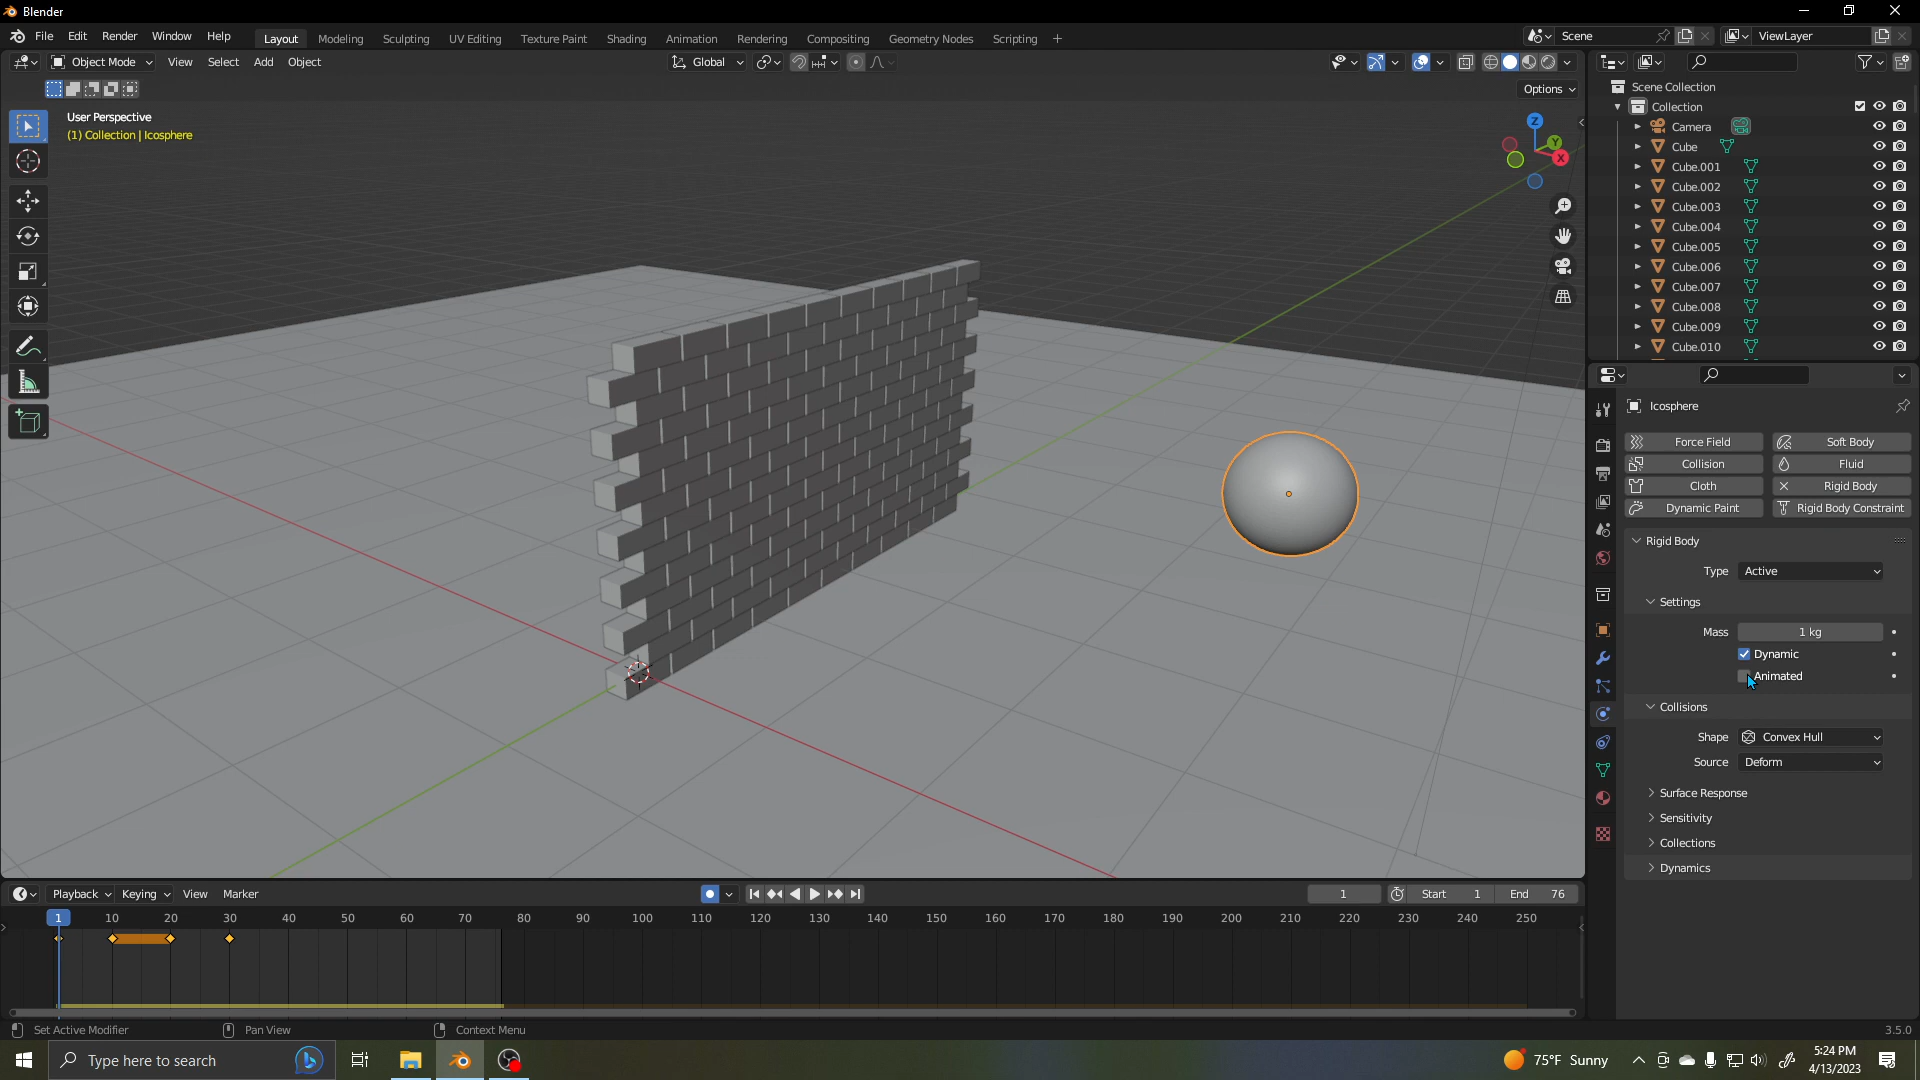 Blender
File Edit Render Window Help
Layout Modeling Sculpting UV Editing Texture Paint Shading Animation Rendering Compositing Geometry Nodes Scripting +
Scene
ViewLayer
Object Mode View Select Add Object
Global
Options
User Perspective
(1) Collection | Icosphere
Z
Y
X
Scene Collection
Collection
Camera
Cube
Cube.001
Cube.002
Cube.003
Cube.004
Cube.005
Cube.006
Cube.007
Cube.008
Cube.009
Cube.010
Icosphere
Force Field Soft Body
Collision Fluid
Cloth Rigid Body
Dynamic Paint Rigid Body Constraint
Rigid Body
Type Active
Settings
Mass 1 kg
Dynamic
Animated
Collisions
Shape Convex Hull
Source Deform
Surface Response
Sensitivity
Collections
Dynamics
Playback Keying View Marker
1 Start 1 End 76
1 10 20 30 40 50 60 70 80 90 100 110 120 130 140 150 160 170 180 190 200 210 220 230 240 250
Set Active Modifier Pan View Context Menu
3.5.0
Type here to search
75°F Sunny
5:24 PM
4/13/2023